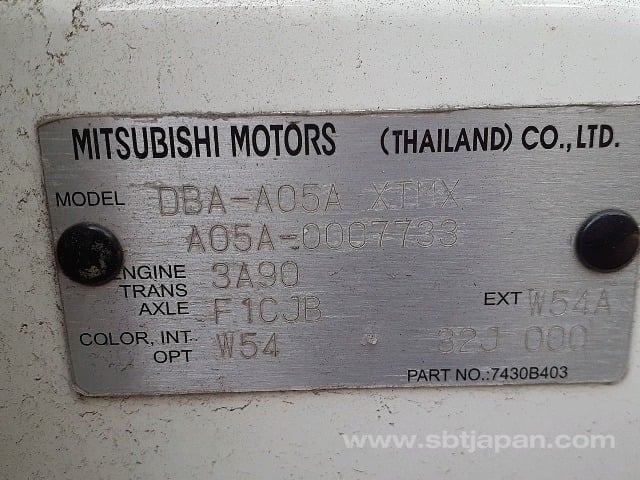 MITSUBISHI MOTORS (THAILAND) CO., LTD.
MODEL DBA-A05A XTMX
A05A-0007733
ENGINE 3A90
TRANS
AXLE F1CJB EXT W54A
COLOR, INT W54 32J 000
OPT
PART NO.:7430B403
www.sbtjapan.com